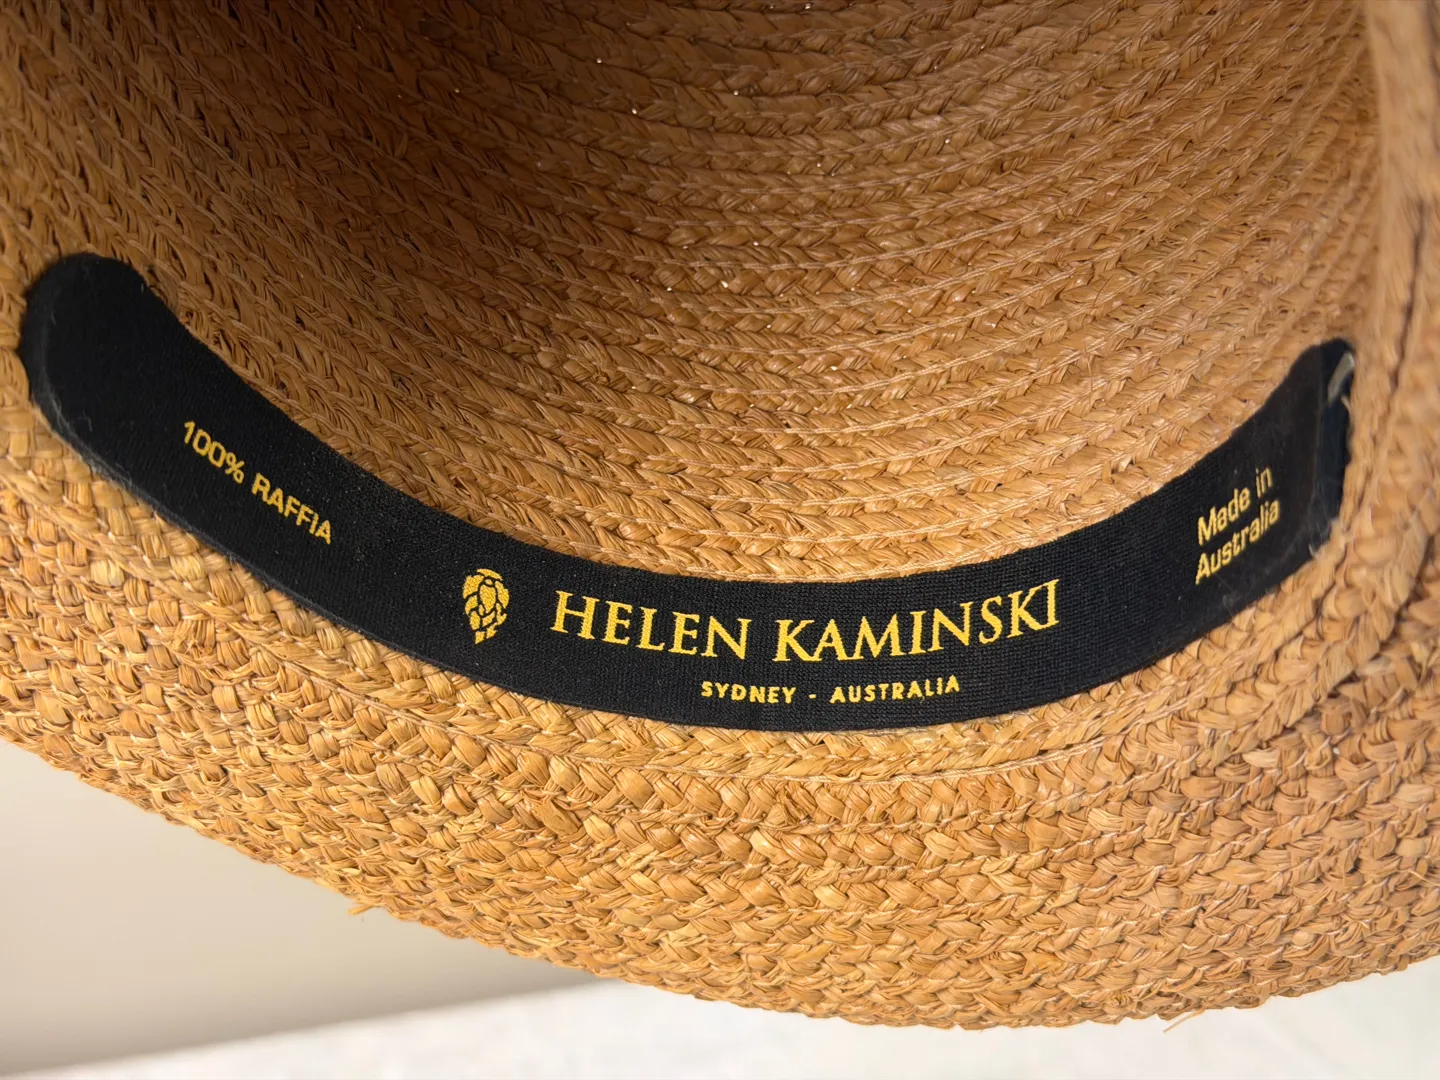 100% RAFFIA
HELEN KAMINSKI
SYDNEY - AUSTRALIA
Made in
Australia